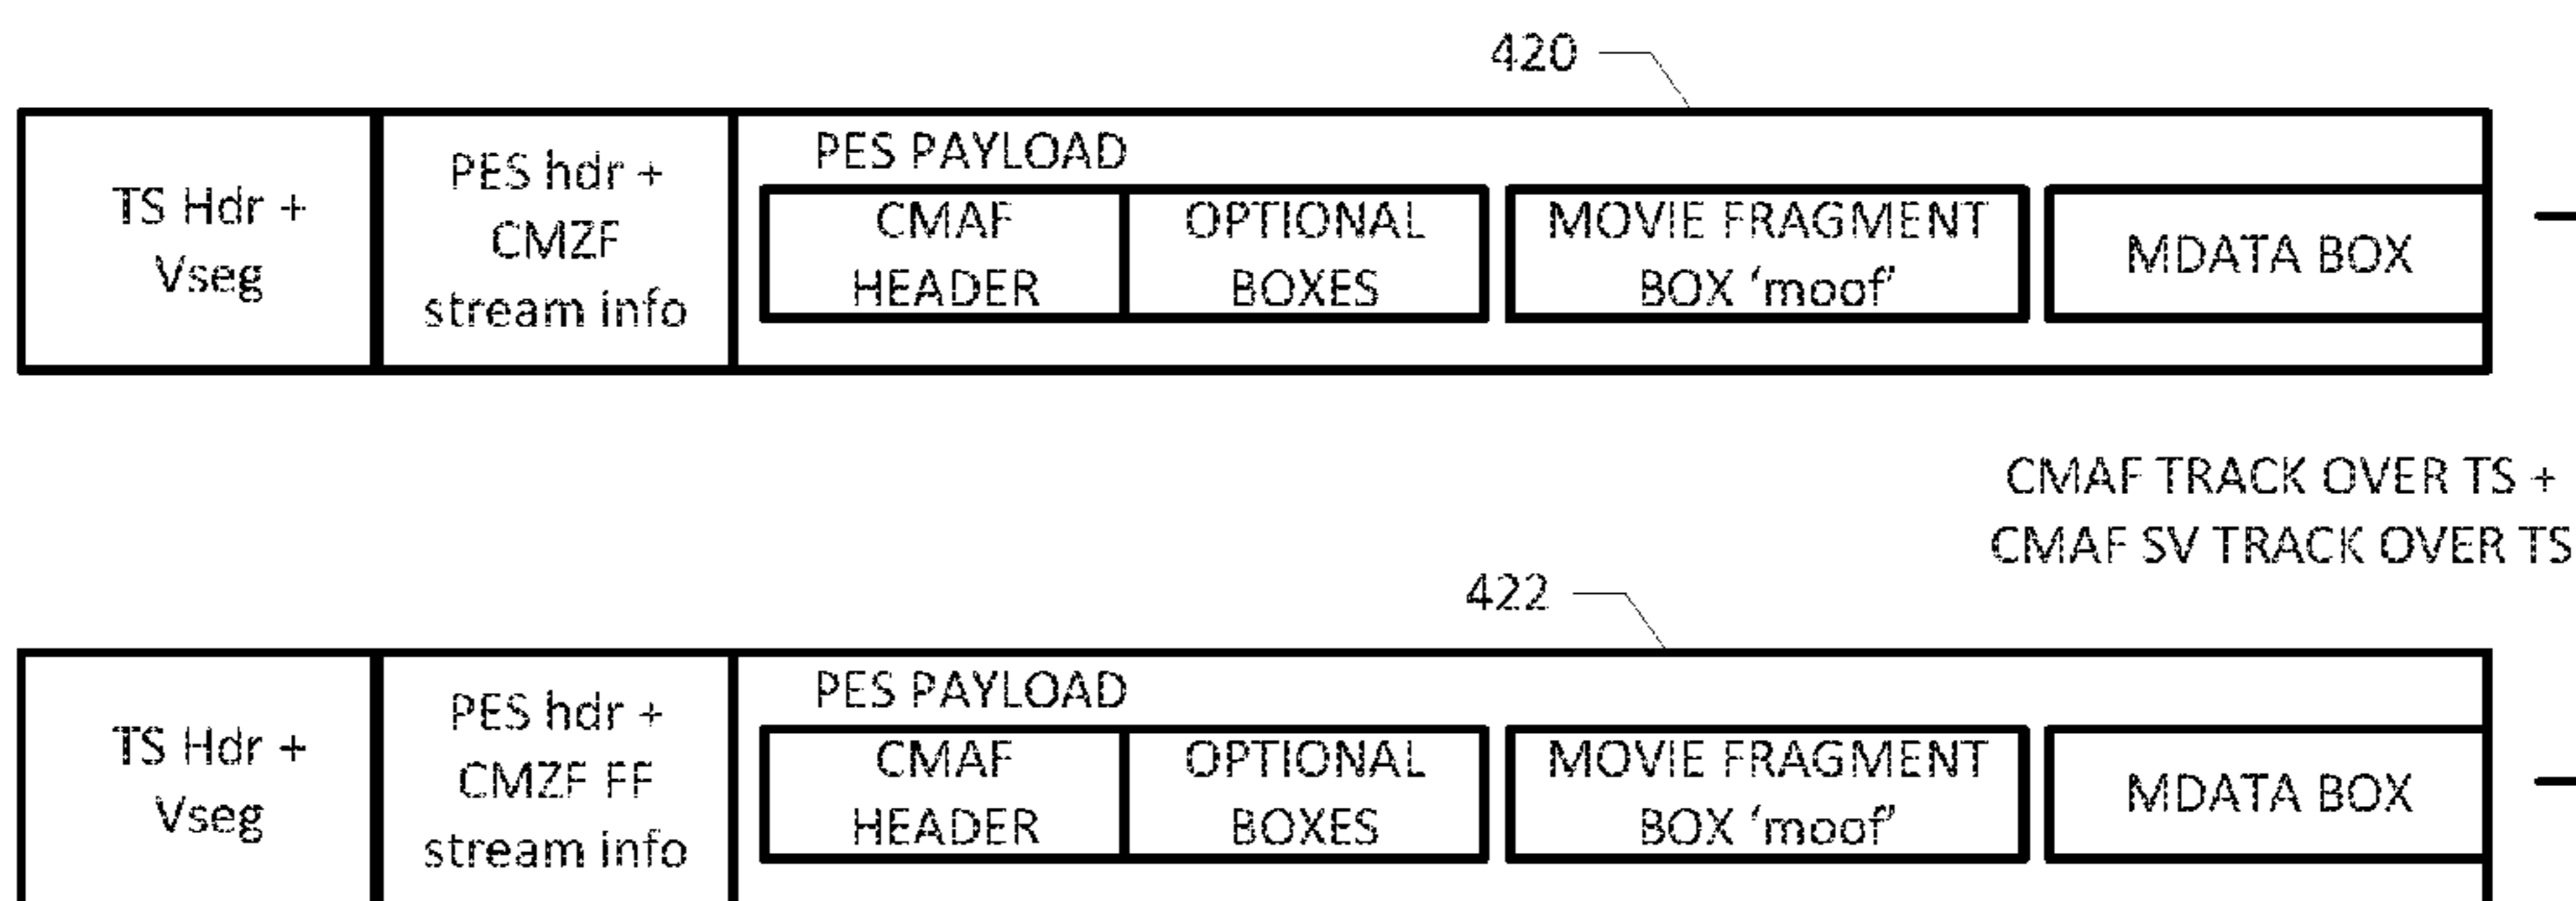 420
TS Hdr +
Vseg
PES hdr +
CMZF
stream info
PES PAYLOAD
CMAF
HEADER
OPTIONAL
BOXES
MOVIE FRAGMENT
BOX ‘moof’
MDATA BOX
CMAF TRACK OVER TS +
CMAF SV TRACK OVER TS
422
TS Hdr +
Vseg
PES hdr +
CMZF FF
stream info
PES PAYLOAD
CMAF
HEADER
OPTIONAL
BOXES
MOVIE FRAGMENT
BOX ‘moof’
MDATA BOX